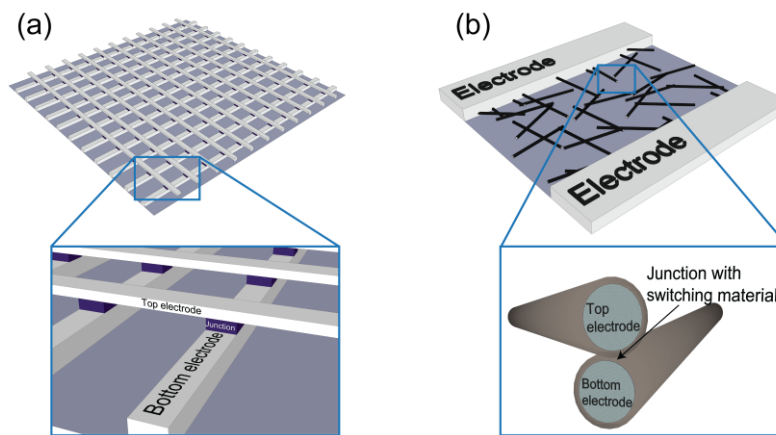 (a)
(b)
Electrode
Electrode
Top electrode
Junction
Bottom electrode
Junction with
switching material
Top
electrode
Bottom
electrode